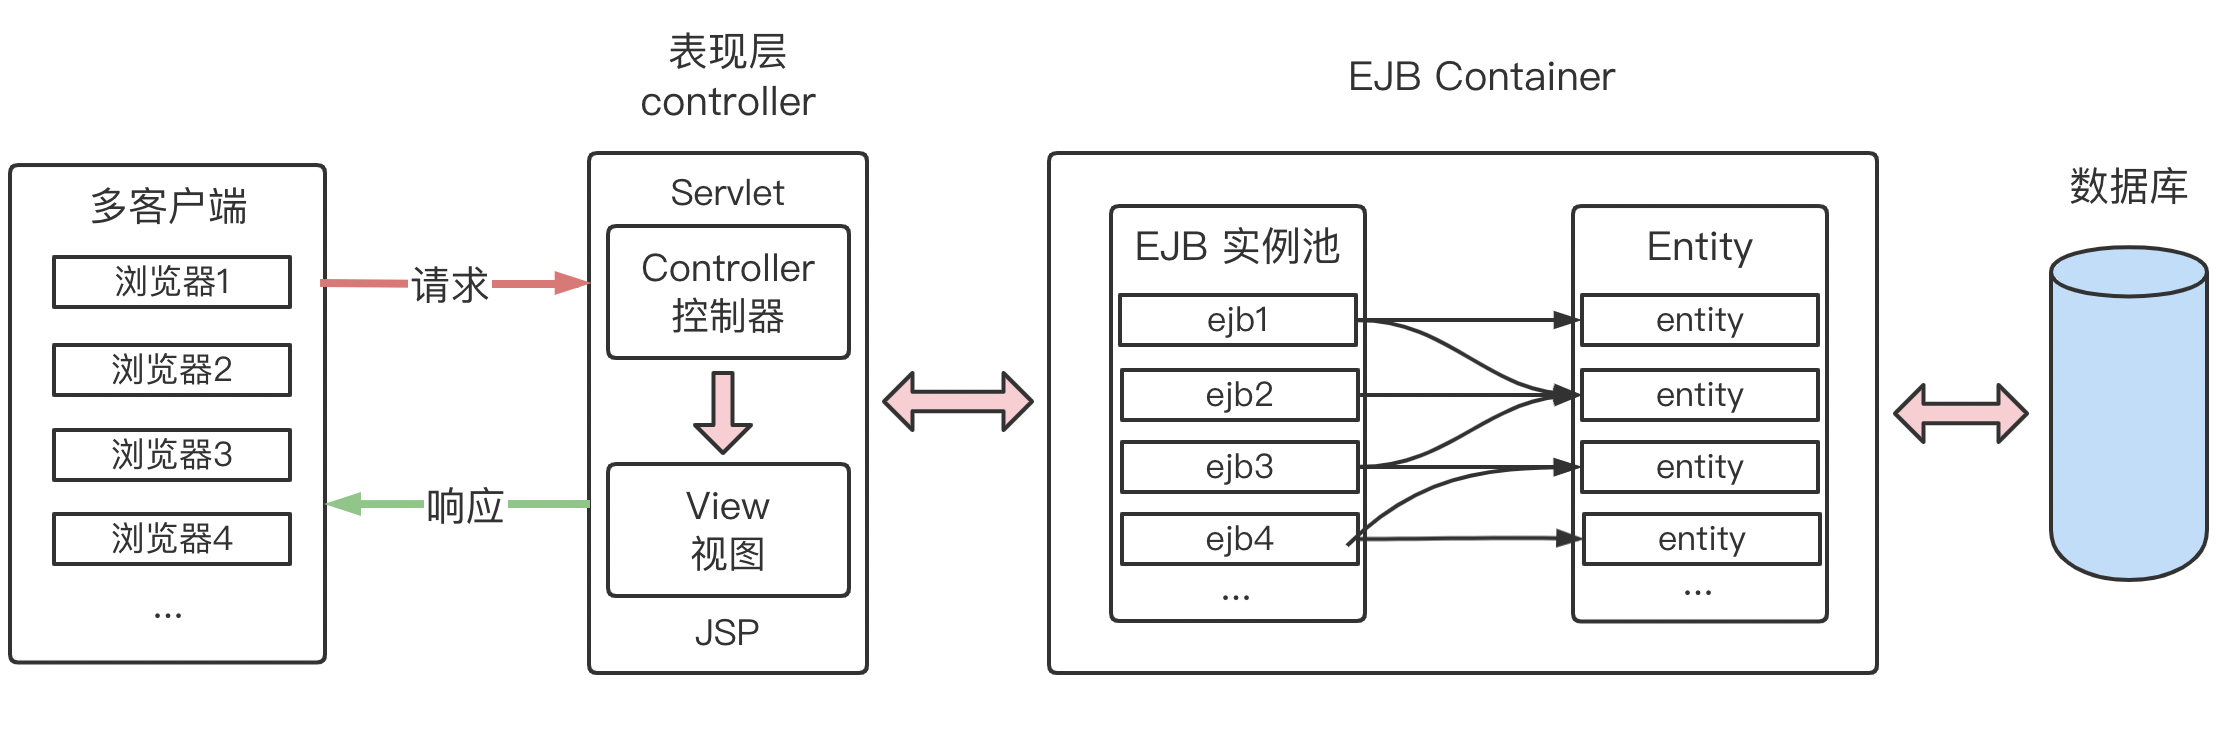 表现层
controller
EJB Container
数据库
多客户端
浏览器1
浏览器2
浏览器3
浏览器4
...
请求
响应
Servlet
Controller
控制器
View
视图
JSP
EJB 实例池
ejb1
ejb2
ejb3
ejb4
...
Entity
entity
entity
entity
entity
...